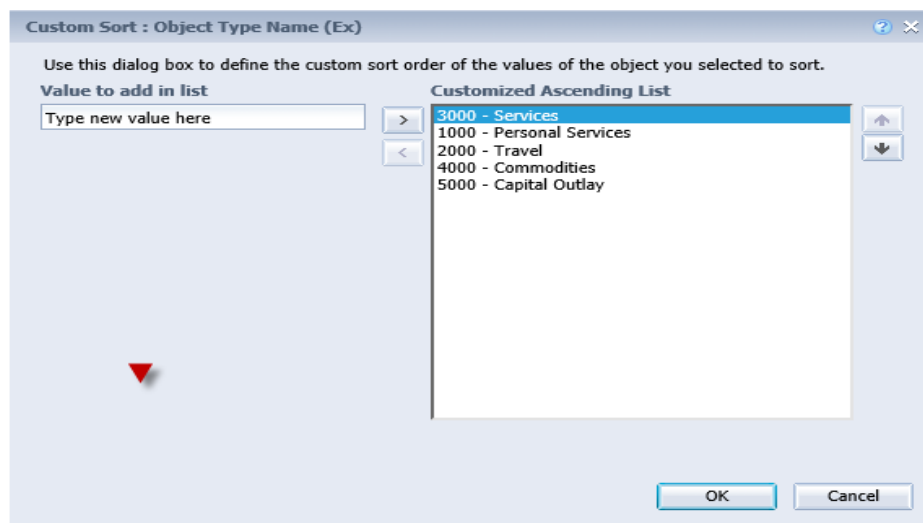 Custom Sort : Object Type Name (Ex)
Use this dialog box to define the custom sort order of the values of the object you selected to sort.
Value to add in list
Type new value here
>
<
Customized Ascending List
3000 - Services
1000 - Personal Services
2000 - Travel
4000 - Commodities
5000 - Capital Outlay
OK
Cancel